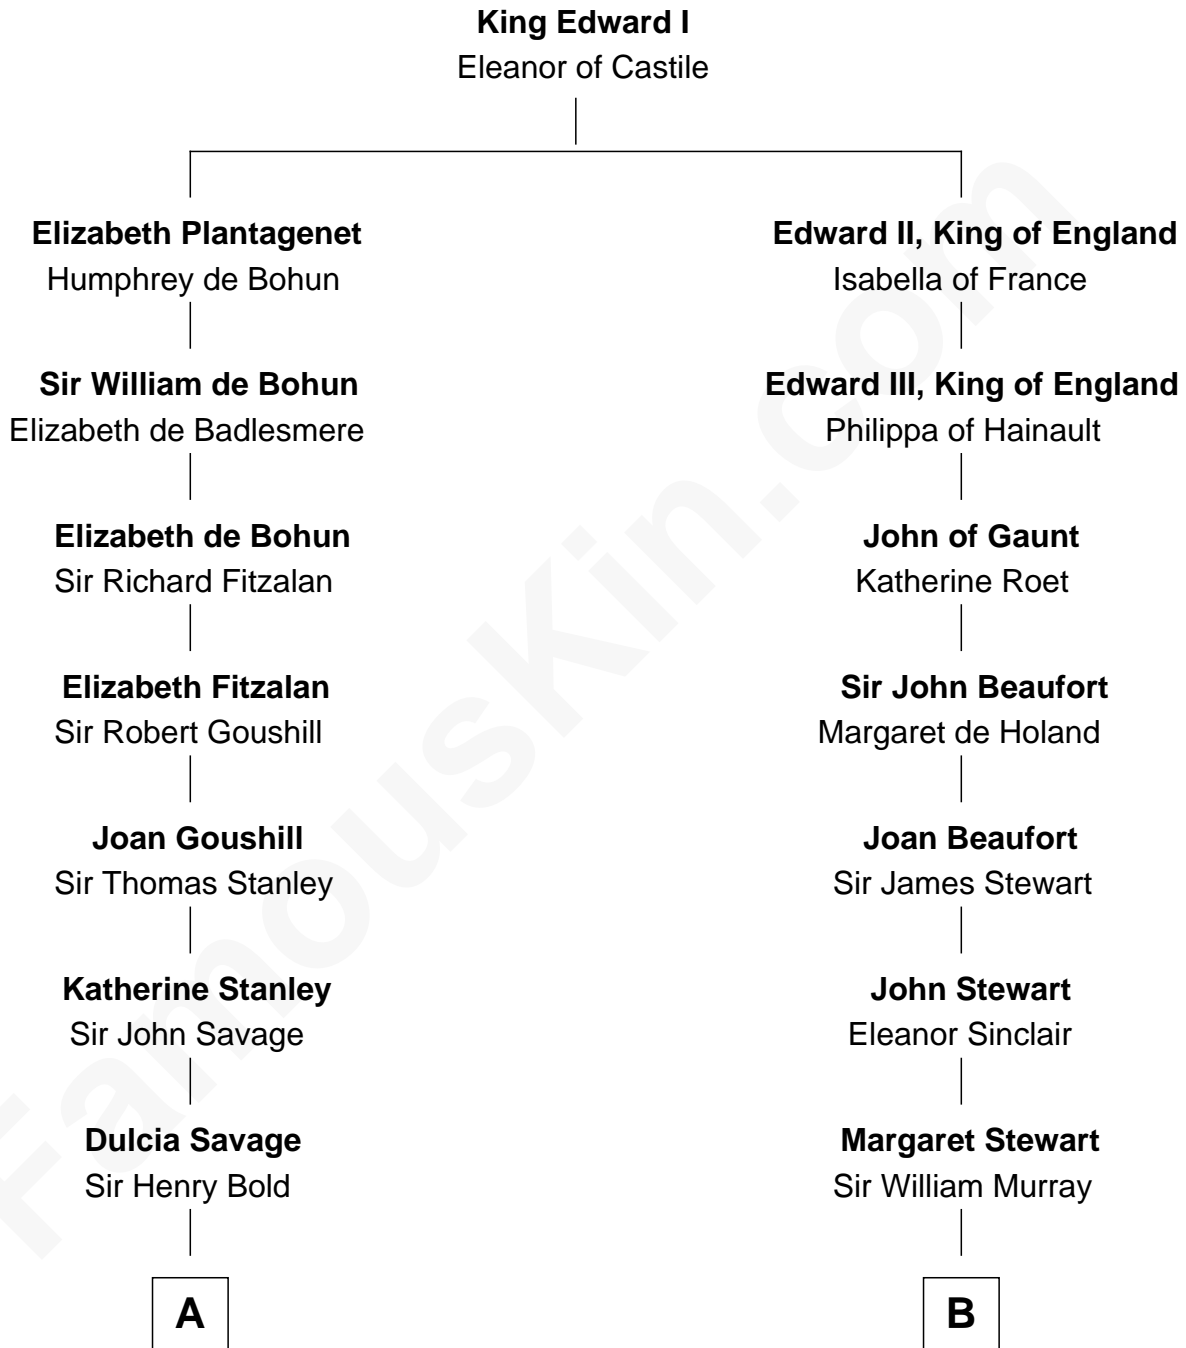 King Edward I
Eleanor of Castile
Elizabeth Plantagenet
Humphrey de Bohun
Edward II, King of England
Isabella of France
Sir William de Bohun
Elizabeth de Badlesmere
Edward III, King of England
Philippa of Hainault
Elizabeth de Bohun
Sir Richard Fitzalan
John of Gaunt
Katherine Roet
Elizabeth Fitzalan
Sir Robert Goushill
Sir John Beaufort
Margaret de Holand
Joan Goushill
Sir Thomas Stanley
Joan Beaufort
Sir James Stewart
Katherine Stanley
Sir John Savage
John Stewart
Eleanor Sinclair
Dulcia Savage
Sir Henry Bold
Margaret Stewart
Sir William Murray
A
B
FamousKin.com